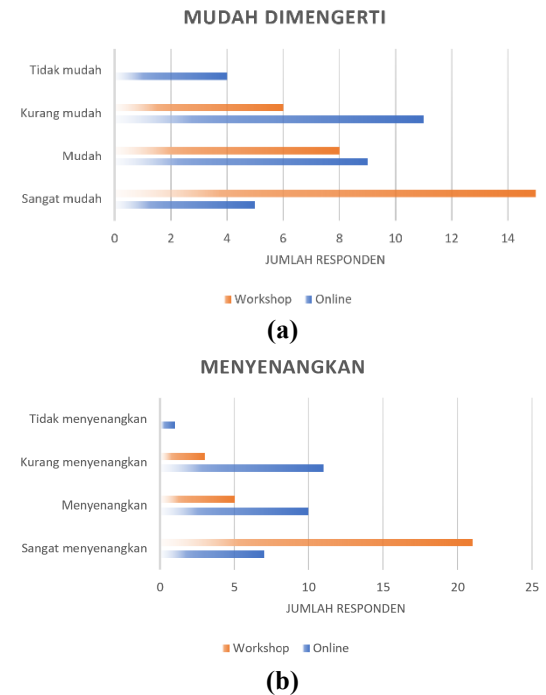 MUDAH DIMENGERTI
Tidak mudah
Kurang mudah
Mudah
Sangat mudah
0 2 4 6 8 10 12 14
JUMLAH RESPONDEN
Workshop Online
(a)
MENYENANGKAN
Tidak menyenangkan
Kurang menyenangkan
Menyenangkan
Sangat menyenangkan
0 5 10 15 20 25
JUMLAH RESPONDEN
Workshop Online
(b)